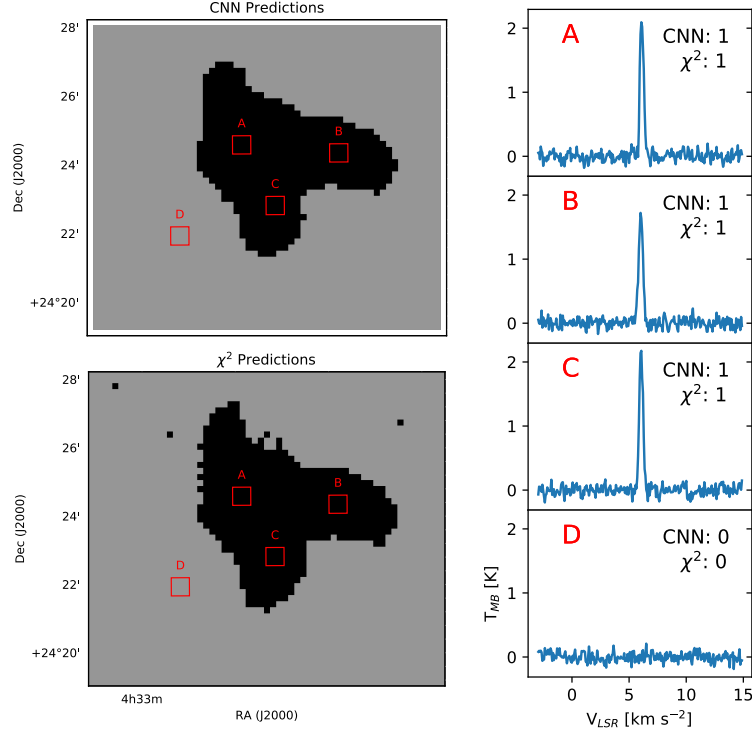 CNN Predictions
28'
26'
24'
22'
+24°20'
Dec (J2000)
A
B
C
D
χ² Predictions
28'
26'
24'
22'
+24°20'
Dec (J2000)
A
B
C
D
4h33m
RA (J2000)
A
CNN: 1
χ²: 1
2
1
0
B
CNN: 1
χ²: 1
2
1
0
C
CNN: 1
χ²: 1
2
1
0
D
CNN: 0
χ²: 0
2
1
0
T_MB [K]
0 5 10 15
V_LSR [km s⁻²]